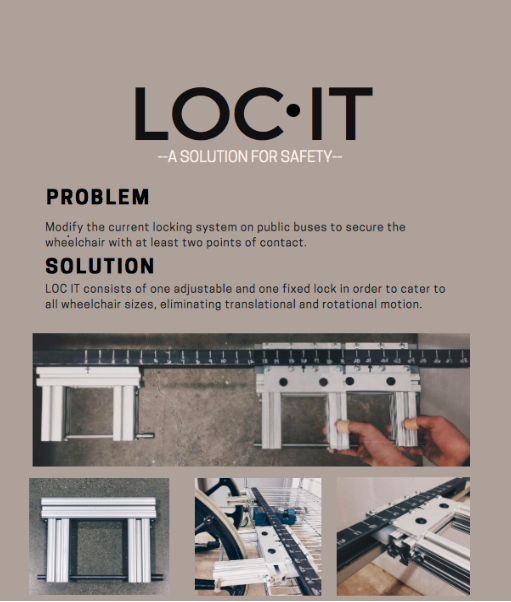 LOC·IT
--A SOLUTION FOR SAFETY--
PROBLEM
Modify the current locking system on public buses to secure the
wheelchair with at least two points of contact.
SOLUTION
LOC IT consists of one adjustable and one fixed lock in order to cater to
all wheelchair sizes, eliminating translational and rotational motion.